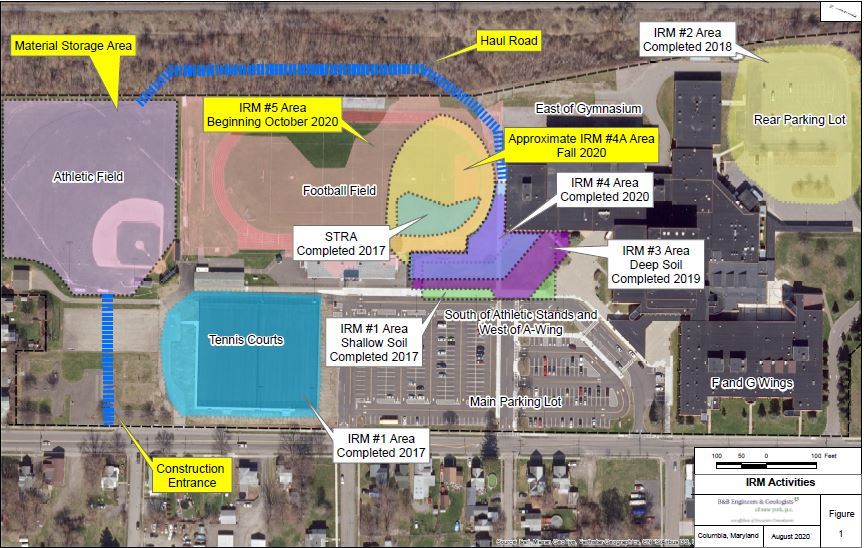 IRM #2 Area
Completed 2018
Haul Road
Material Storage Area
IRM #5 Area
Beginning October 2020
East of Gymnasium
Rear Parking Lot
Approximate IRM #4A Area
Fall 2020
Athletic Field
Football Field
IRM #4 Area
Completed 2020
STRA
Completed 2017
IRM #3 Area
Deep Soil
Completed 2019
South of Athletic Stands and
West of A-Wing
IRM #1 Area
Shallow Soil
Completed 2017
Tennis Courts
F and G Wings
Main Parking Lot
IRM #1 Area
Completed 2017
Construction
Entrance
100 50 0 100 Feet
IRM Activities
B&B Engineers & Geologists
of new york, p.c.
Figure
1
Columbia, Maryland August 2020